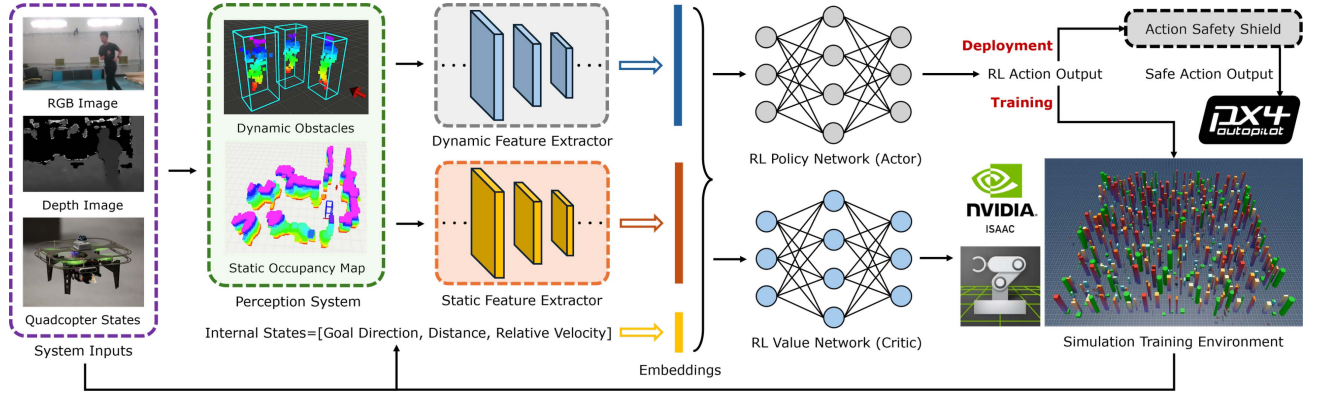 RGB Image
Depth Image
Quadcopter States
System Inputs
Dynamic Obstacles
Static Occupancy Map
Perception System
Dynamic Feature Extractor
Static Feature Extractor
Internal States=[Goal Direction, Distance, Relative Velocity]
Embeddings
RL Policy Network (Actor)
RL Value Network (Critic)
Deployment
RL Action Output
Training
Action Safety Shield
Safe Action Output
px4
autopilot
NVIDIA.
ISAAC
Simulation Training Environment